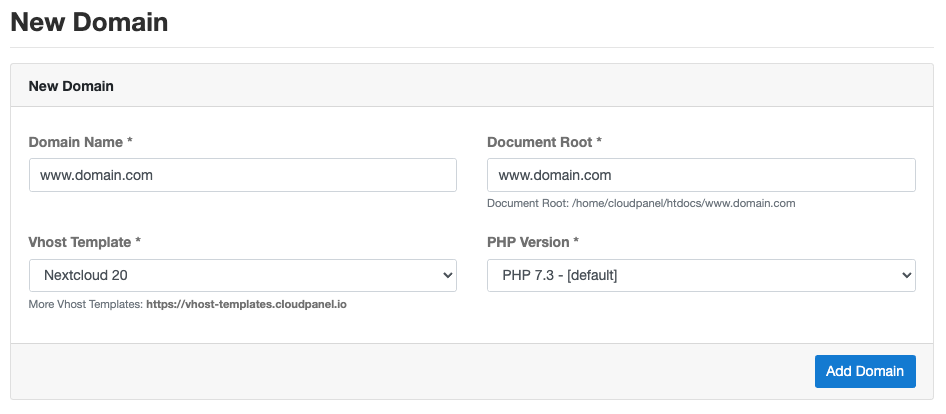 New Domain
New Domain
Domain Name *
www.domain.com
Document Root *
www.domain.com
Document Root: /home/cloudpanel/htdocs/www.domain.com
Vhost Template *
Nextcloud 20
More Vhost Templates: https://vhost-templates.cloudpanel.io
PHP Version *
PHP 7.3 - [default]
Add Domain